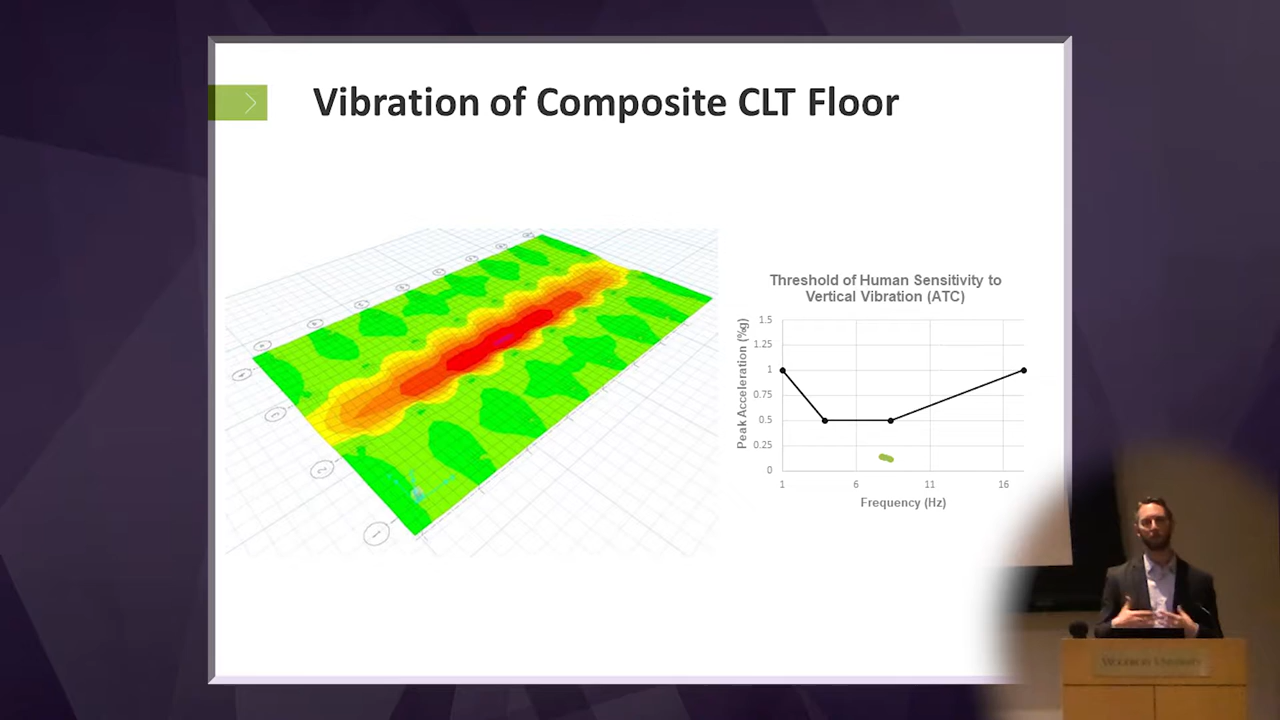 Vibration of Composite CLT Floor
Threshold of Human Sensitivity to
Vertical Vibration (ATC)
Peak Acceleration (%g)
1.5
1.25
1
0.75
0.5
0.25
0
1
6
11
16
Frequency (Hz)